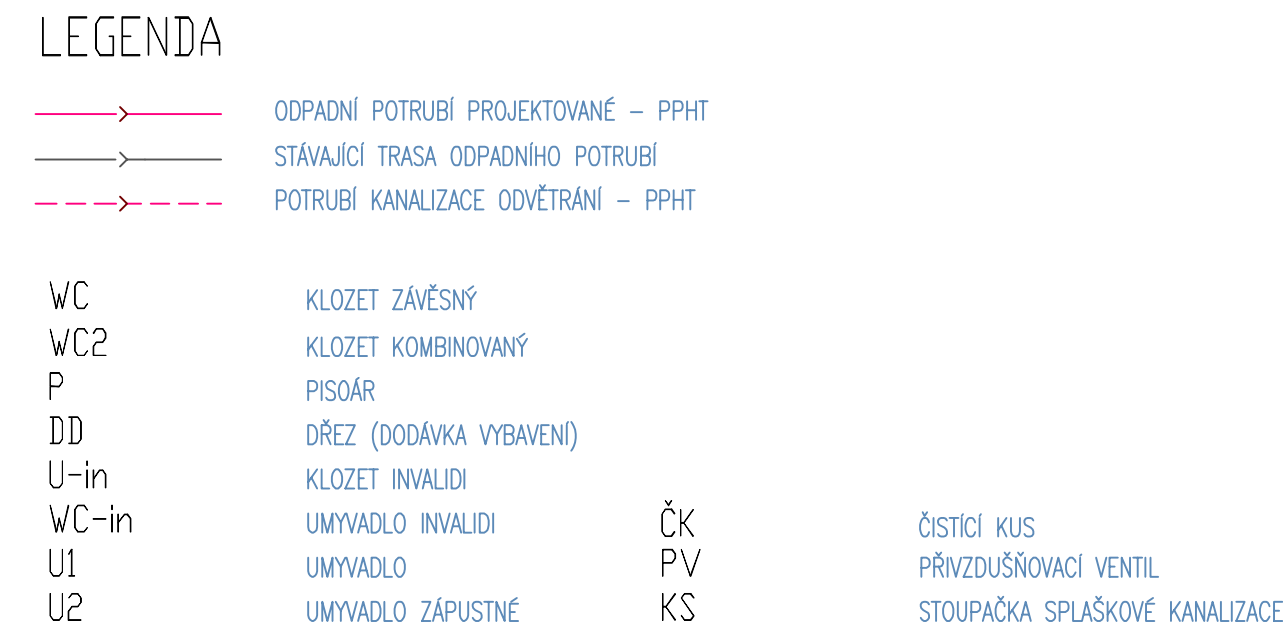 LEGENDA
ODPADNÍ POTRUBÍ PROJEKTOVANÉ – PPHT
STÁVAJÍCÍ TRASA ODPADNÍHO POTRUBÍ
POTRUBÍ KANALIZACE ODVĚTRÁNÍ – PPHT
WC KLOZET ZÁVĚSNÝ
WC2 KLOZET KOMBINOVANÝ
P PISOÁR
DD DŘEZ (DODÁVKA VYBAVENÍ)
U-in KLOZET INVALIDI
WC-in UMYVADLO INVALIDI ČK ČISTÍCÍ KUS
U1 UMYVADLO PV PŘIVZDUŠŇOVACÍ VENTIL
U2 UMYVADLO ZÁPUSTNÉ KS STOUPAČKA SPLAŠKOVÉ KANALIZACE